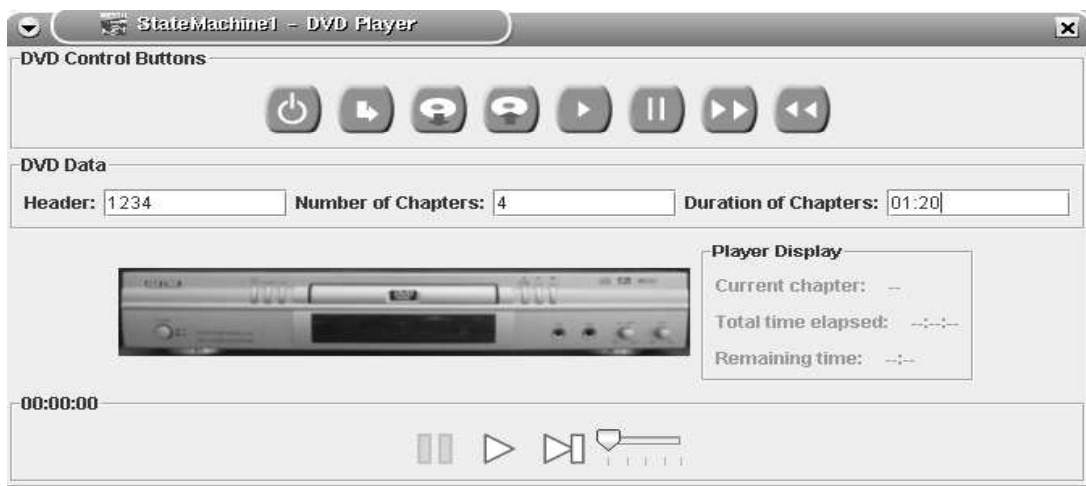 StateMachine1 - DVD Player
DVD Control Buttons
DVD Data
Header: 1234 Number of Chapters: 4 Duration of Chapters: 01:20
Player Display
Current chapter: --
Total time elapsed: --:--:--
Remaining time: --:--
00:00:00